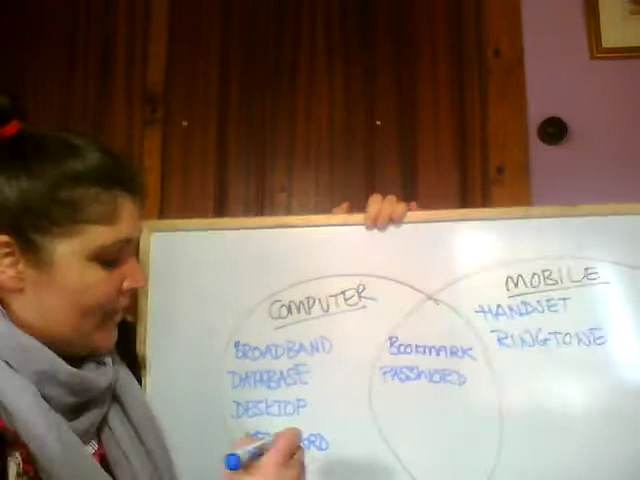 COMPUTER
BROADBAND
DATABASE
DESKTOP
BOOKMARK
PASSWORD
MOBILE
HANDSET
RINGTONE